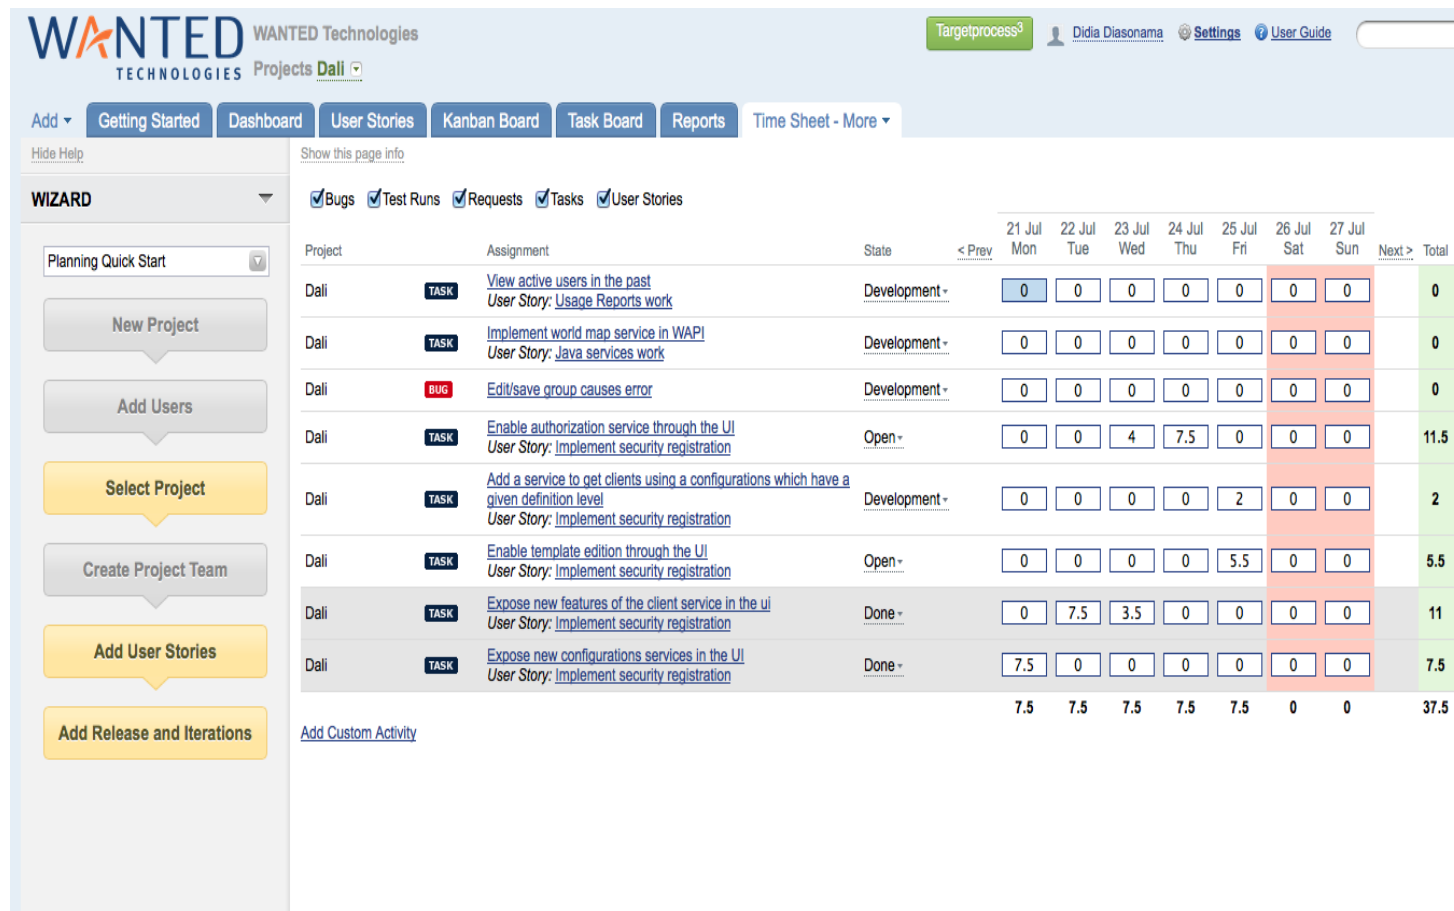 WANTED TECHNOLOGIES
WANTED Technologies
Projects Dali
Targetprocess3
Didia Diasonama
Settings
User Guide
Add
Getting Started
Dashboard
User Stories
Kanban Board
Task Board
Reports
Time Sheet - More
Hide Help
Show this page info
WIZARD
Planning Quick Start
New Project
Add Users
Select Project
Create Project Team
Add User Stories
Add Release and Iterations
Bugs Test Runs Requests Tasks User Stories
21 Jul 22 Jul 23 Jul 24 Jul 25 Jul 26 Jul 27 Jul
Project Assignment State < Prev Mon Tue Wed Thu Fri Sat Sun Next > Total
View active users in the past
Dali TASK Development 0 0 0 0 0 0 0 0
User Story: Usage Reports work
Implement world map service in WAPI
Dali TASK Development 0 0 0 0 0 0 0 0
User Story: Java services work
Dali BUG Edit/save group causes error Development 0 0 0 0 0 0 0 0
Enable authorization service through the UI
Dali TASK Open 0 0 4 7.5 0 0 0 11.5
User Story: Implement security registration
Add a service to get clients using a configurations which have a
Dali TASK given definition level Development 0 0 0 0 2 0 0 2
User Story: Implement security registration
Enable template edition through the UI
Dali TASK Open 0 0 0 0 5.5 0 0 5.5
User Story: Implement security registration
Expose new features of the client service in the ui
Dali TASK Done 0 7.5 3.5 0 0 0 0 11
User Story: Implement security registration
Expose new configurations services in the UI
Dali TASK Done 7.5 0 0 0 0 0 0 7.5
User Story: Implement security registration
7.5 7.5 7.5 7.5 7.5 0 0 37.5
Add Custom Activity